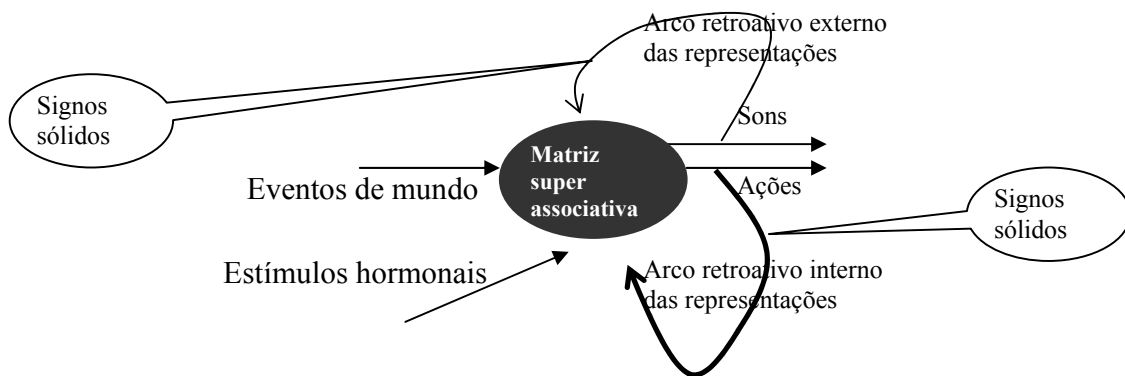 Arco retroativo externo
das representações
Signos
sólidos
Sons
Matriz
super
associativa
Eventos de mundo
Ações
Signos
sólidos
Estímulos hormonais
Arco retroativo interno
das representações